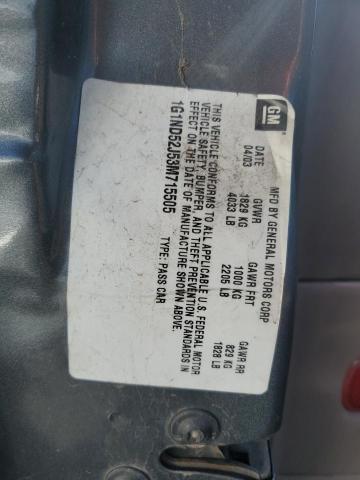 GM
MFD BY GENERAL MOTORS CORP
DATE GVWR GAWR FRT GAWR RR
04/03 1829 KG 1000 KG 829 KG
4033 LB 2205 LB 1828 LB
THIS VEHICLE CONFORMS TO ALL APPLICABLE U.S. FEDERAL MOTOR
VEHICLE SAFETY, BUMPER, AND THEFT PREVENTION STANDARDS IN
EFFECT ON THE DATE OF MANUFACTURE SHOWN ABOVE.
1G1ND52J53M715505 TYPE: PASS CAR